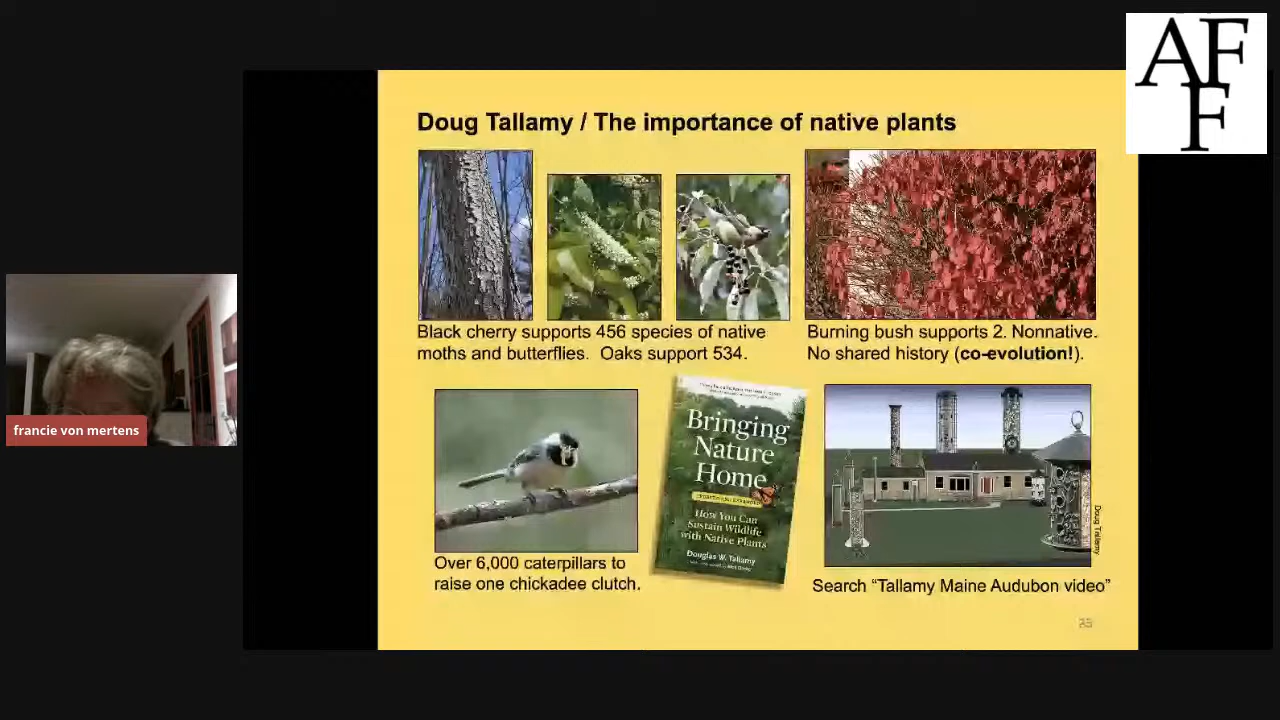 AF
F
Doug Tallamy / The importance of native plants
Black cherry supports 456 species of native
moths and butterflies.  Oaks support 534.
Burning bush supports 2. Nonnative.
No shared history (co-evolution!).
francie von mertens
Bringing
Nature
Home
How You Can
Sustain Wildlife
with Native Plants
Douglas W. Tallamy
Doug Tallamy
Over 6,000 caterpillars to
raise one chickadee clutch.
Search “Tallamy Maine Audubon video”